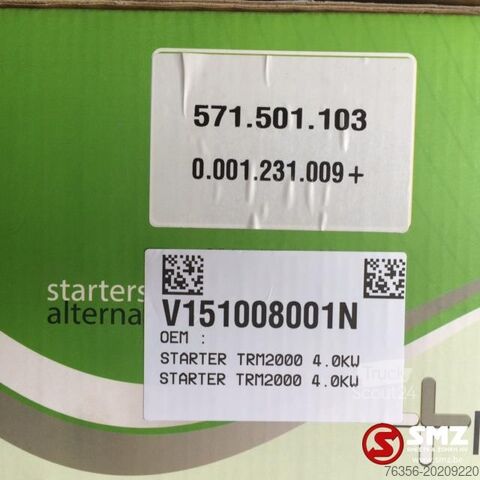 571.501.103
0.001.231.009+
starters
alterna
V151008001N
OEM :
STARTER TRM2000 4.0KW
STARTER TRM2000 4.0KW
Truck
Scout24
SMZ
76356-20209220